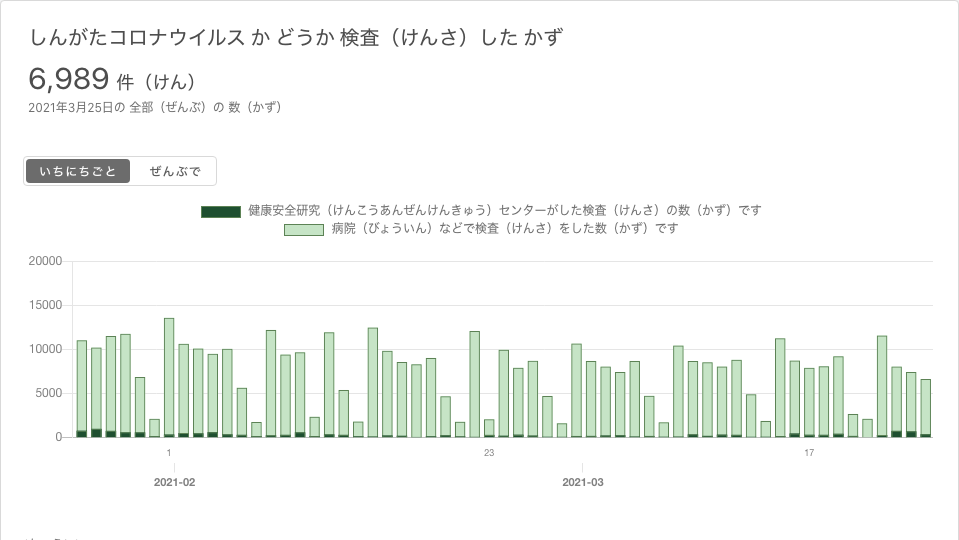 しんがたコロナウイルス か どうか 検査（けんさ）した かず
6,989 件（けん）
2021年3月25日の 全部（ぜんぶ）の 数（かず）
いちにちごと ぜんぶで
健康安全研究（けんこうあんぜんけんきゅう）センターがした検査（けんさ）の数（かず）です
病院（びょういん）などで検査（けんさ）をした数（かず）です
20000
15000
10000
5000
0
1 23 17
2021-02 2021-03